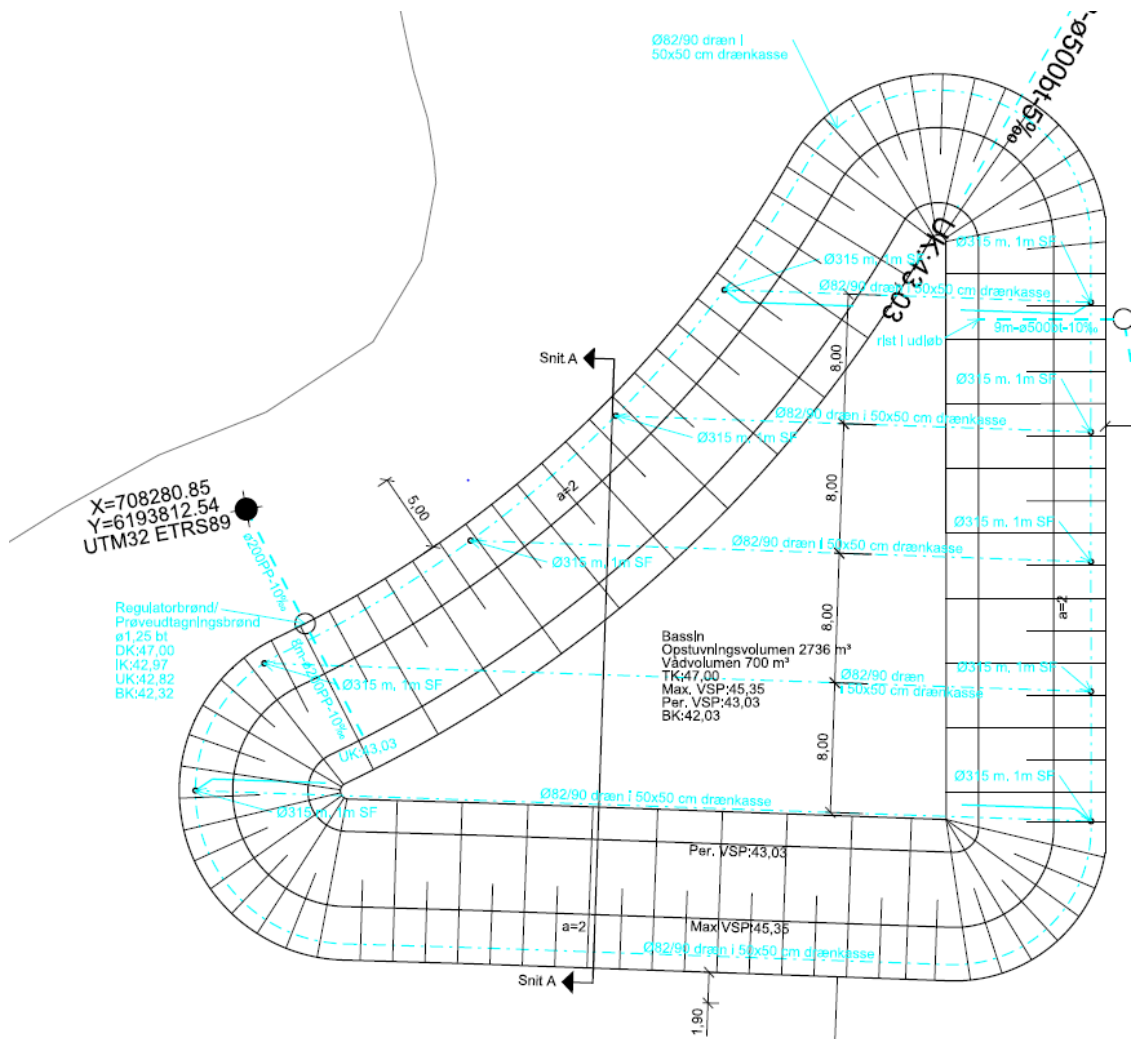 Ø82/90 dræn i
50x50 cm drænkasse
-ø500bt-5‰
UK:43,03
Ø315 m. 1m SF
Ø315 m. 1m SF
Ø82/90 dræn i 50x50 cm drænkasse
9m-ø500bt-10‰
rist i udløb
8,00
Snit A
Ø315 m. 1m SF
Ø82/90 dræn i 50x50 cm drænkasse
Ø315 m. 1m SF
X=708280.85
Y=6193812.54
UTM32 ETRS89
5,00
a=2
8,00
Ø315 m. 1m SF
Ø82/90 dræn i 50x50 cm drænkasse
ø200PP-10‰
Ø315 m. 1m SF
Regulatorbrønd/
Prøveudtagningsbrønd
ø1,25 bt
DK:47,00
IK:42,97
UK:42,82
BK:42,32
8,00
a=2
Bassin
Opstuvningsvolumen 2736 m³
Vådvolumen 700 m³
TK:47,00
Max. VSP:45,35
Per. VSP:43,03
BK:42,03
8m-ø200PP-10‰
Ø315 m. 1m SF
Ø82/90 dræn
i 50x50 cm drænkasse
Ø315 m. 1m SF
UK:43,03
8,00
Ø315 m. 1m SF
Ø82/90 dræn i 50x50 cm drænkasse
Ø315 m. 1m SF
Per. VSP:43,03
a=2
Max VSP:45,35
Ø82/90 dræn i 50x50 cm drænkasse
Snit A
1,90